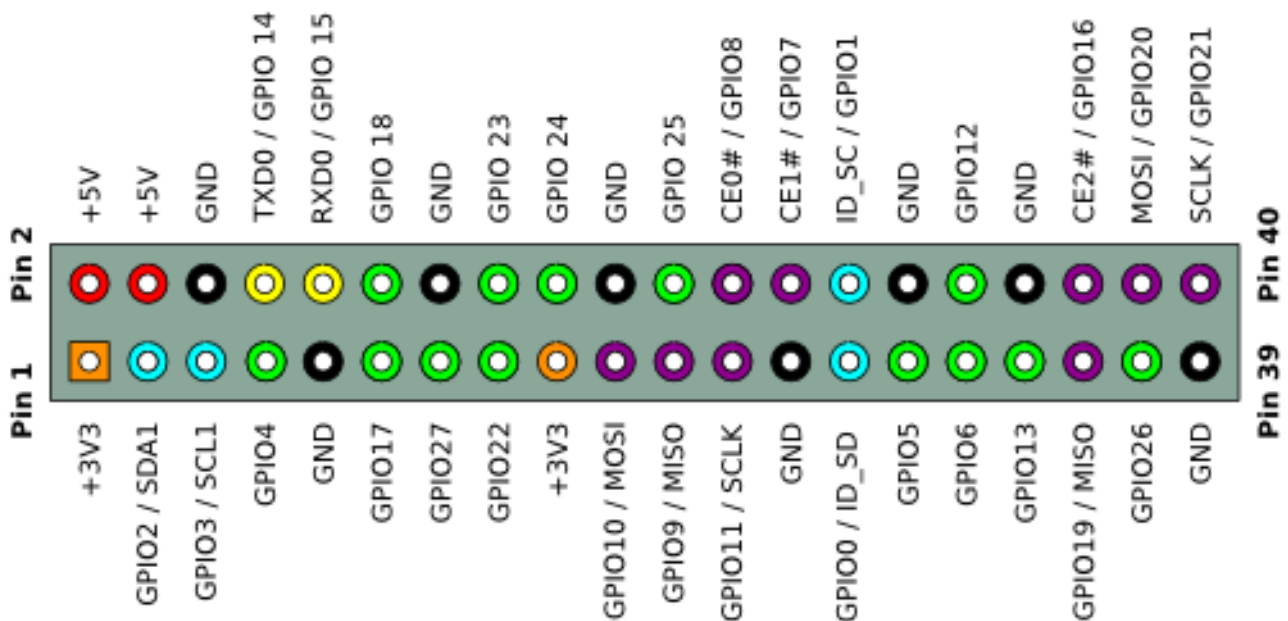 +5V
+5V
GND
TXD0 / GPIO 14
RXD0 / GPIO 15
GPIO 18
GND
GPIO 23
GPIO 24
GND
GPIO 25
CE0# / GPIO8
CE1# / GPIO7
ID_SC / GPIO1
GND
GPIO12
GND
CE2# / GPIO16
MOSI / GPIO20
SCLK / GPIO21
Pin 2
Pin 40
Pin 1
Pin 39
+3V3
GPIO2 / SDA1
GPIO3 / SCL1
GPIO4
GND
GPIO17
GPIO27
GPIO22
+3V3
GPIO10 / MOSI
GPIO9 / MISO
GPIO11 / SCLK
GND
GPIO0 / ID_SD
GPIO5
GPIO6
GPIO13
GPIO19 / MISO
GPIO26
GND